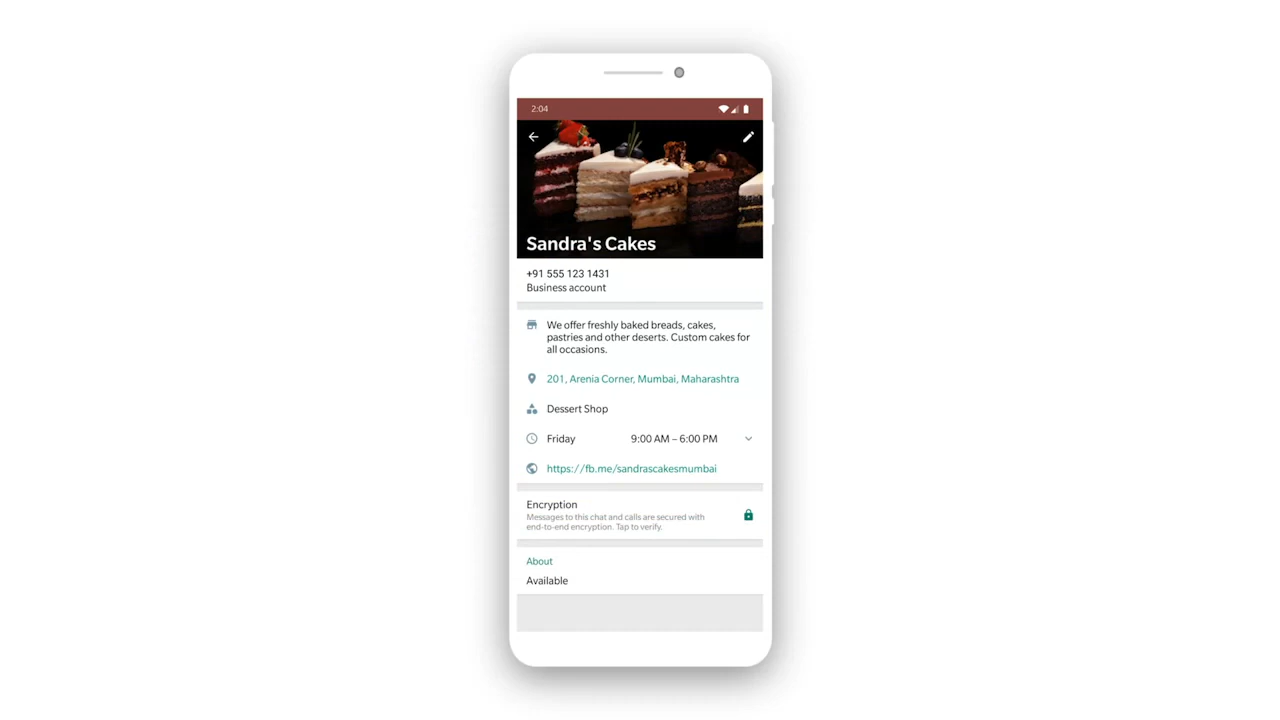 2:04
Sandra's Cakes
+91 555 123 1431
Business account
We offer freshly baked breads, cakes,
pastries and other deserts. Custom cakes for
all occasions.
201, Arenia Corner, Mumbai, Maharashtra
Dessert Shop
Friday 9:00 AM – 6:00 PM
https://fb.me/sandrascakesmumbai
Encryption
Messages to this chat and calls are secured with
end-to-end encryption. Tap to verify.
About
Available